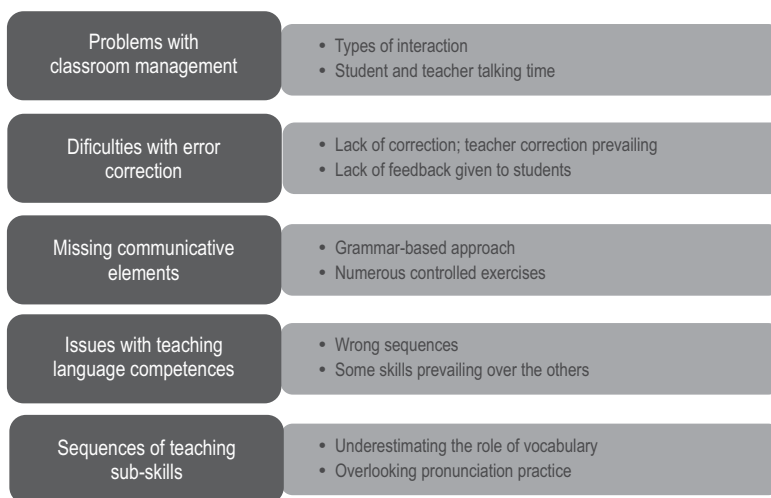 Problems with
classroom management
• Types of interaction
• Student and teacher talking time
Dificulties with error
correction
• Lack of correction; teacher correction prevailing
• Lack of feedback given to students
Missing communicative
elements
• Grammar-based approach
• Numerous controlled exercises
Issues with teaching
language competences
• Wrong sequences
• Some skills prevailing over the others
Sequences of teaching
sub-skills
• Underestimating the role of vocabulary
• Overlooking pronunciation practice